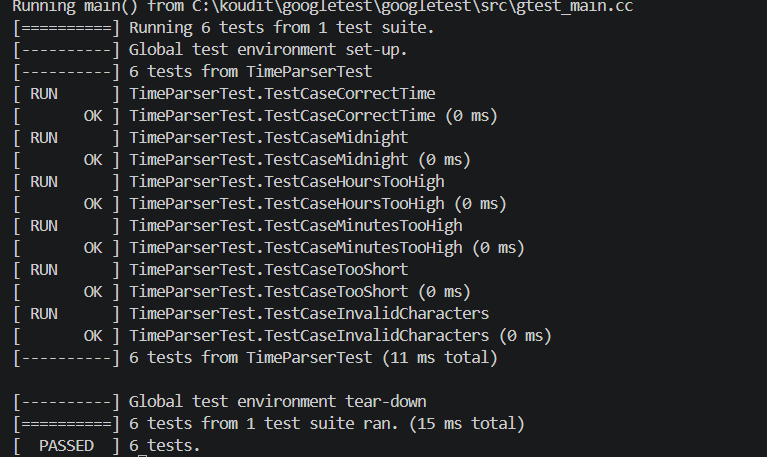 Running main() from C:\koudit\googletest\googletest\src\gtest_main.cc
[==========] Running 6 tests from 1 test suite.
[----------] Global test environment set-up.
[----------] 6 tests from TimeParserTest
[ RUN      ] TimeParserTest.TestCaseCorrectTime
[       OK ] TimeParserTest.TestCaseCorrectTime (0 ms)
[ RUN      ] TimeParserTest.TestCaseMidnight
[       OK ] TimeParserTest.TestCaseMidnight (0 ms)
[ RUN      ] TimeParserTest.TestCaseHoursTooHigh
[       OK ] TimeParserTest.TestCaseHoursTooHigh (0 ms)
[ RUN      ] TimeParserTest.TestCaseMinutesTooHigh
[       OK ] TimeParserTest.TestCaseMinutesTooHigh (0 ms)
[ RUN      ] TimeParserTest.TestCaseTooShort
[       OK ] TimeParserTest.TestCaseTooShort (0 ms)
[ RUN      ] TimeParserTest.TestCaseInvalidCharacters
[       OK ] TimeParserTest.TestCaseInvalidCharacters (0 ms)
[----------] 6 tests from TimeParserTest (11 ms total)

[----------] Global test environment tear-down
[==========] 6 tests from 1 test suite ran. (15 ms total)
[  PASSED  ] 6 tests.